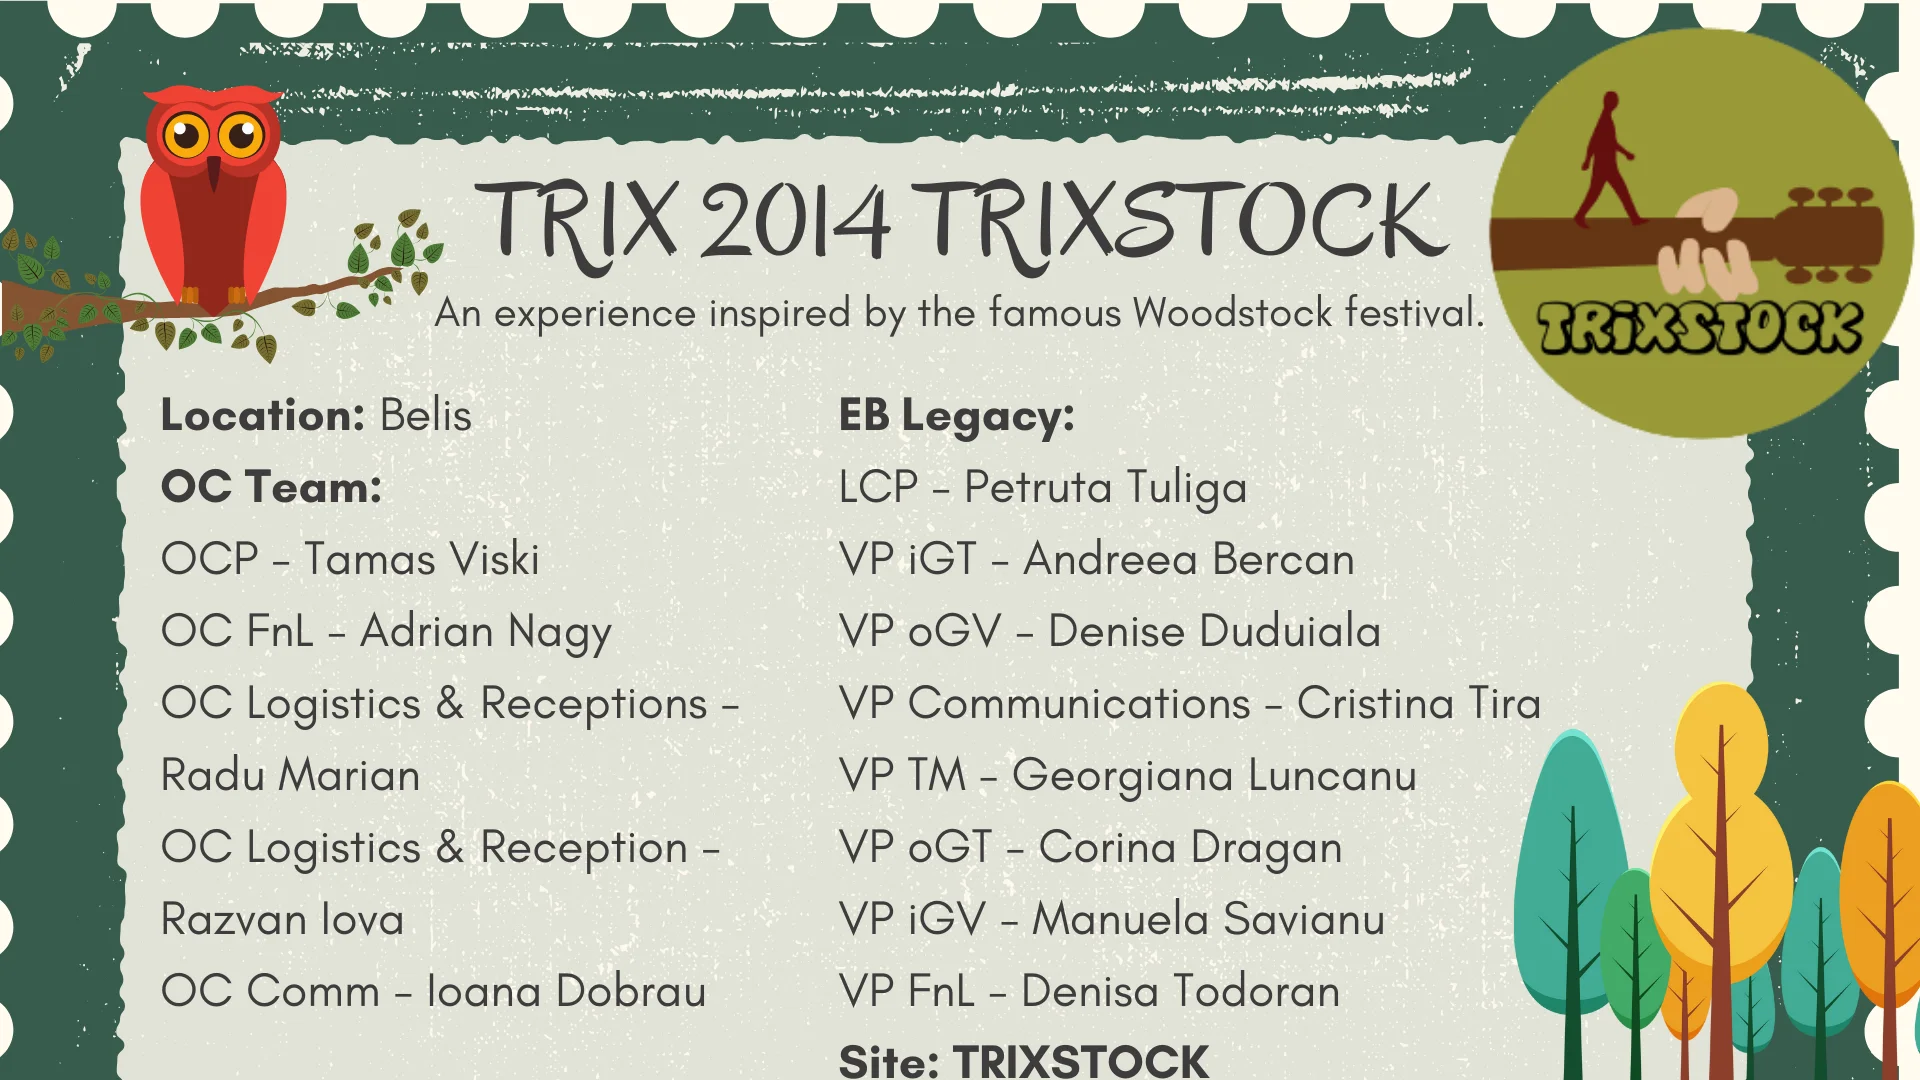 TRIX 2014 TRIXSTOCK
An experience inspired by the famous Woodstock festival.
TRiXSTOCK
Location: Belis
OC Team:
OCP - Tamas Viski
OC FnL - Adrian Nagy
OC Logistics & Receptions -
Radu Marian
OC Logistics & Reception -
Razvan Iova
OC Comm - Ioana Dobrau
EB Legacy:
LCP - Petruta Tuliga
VP iGT - Andreea Bercan
VP oGV - Denise Duduiala
VP Communications - Cristina Tira
VP TM - Georgiana Luncanu
VP oGT - Corina Dragan
VP iGV - Manuela Savianu
VP FnL - Denisa Todoran
Site: TRIXSTOCK